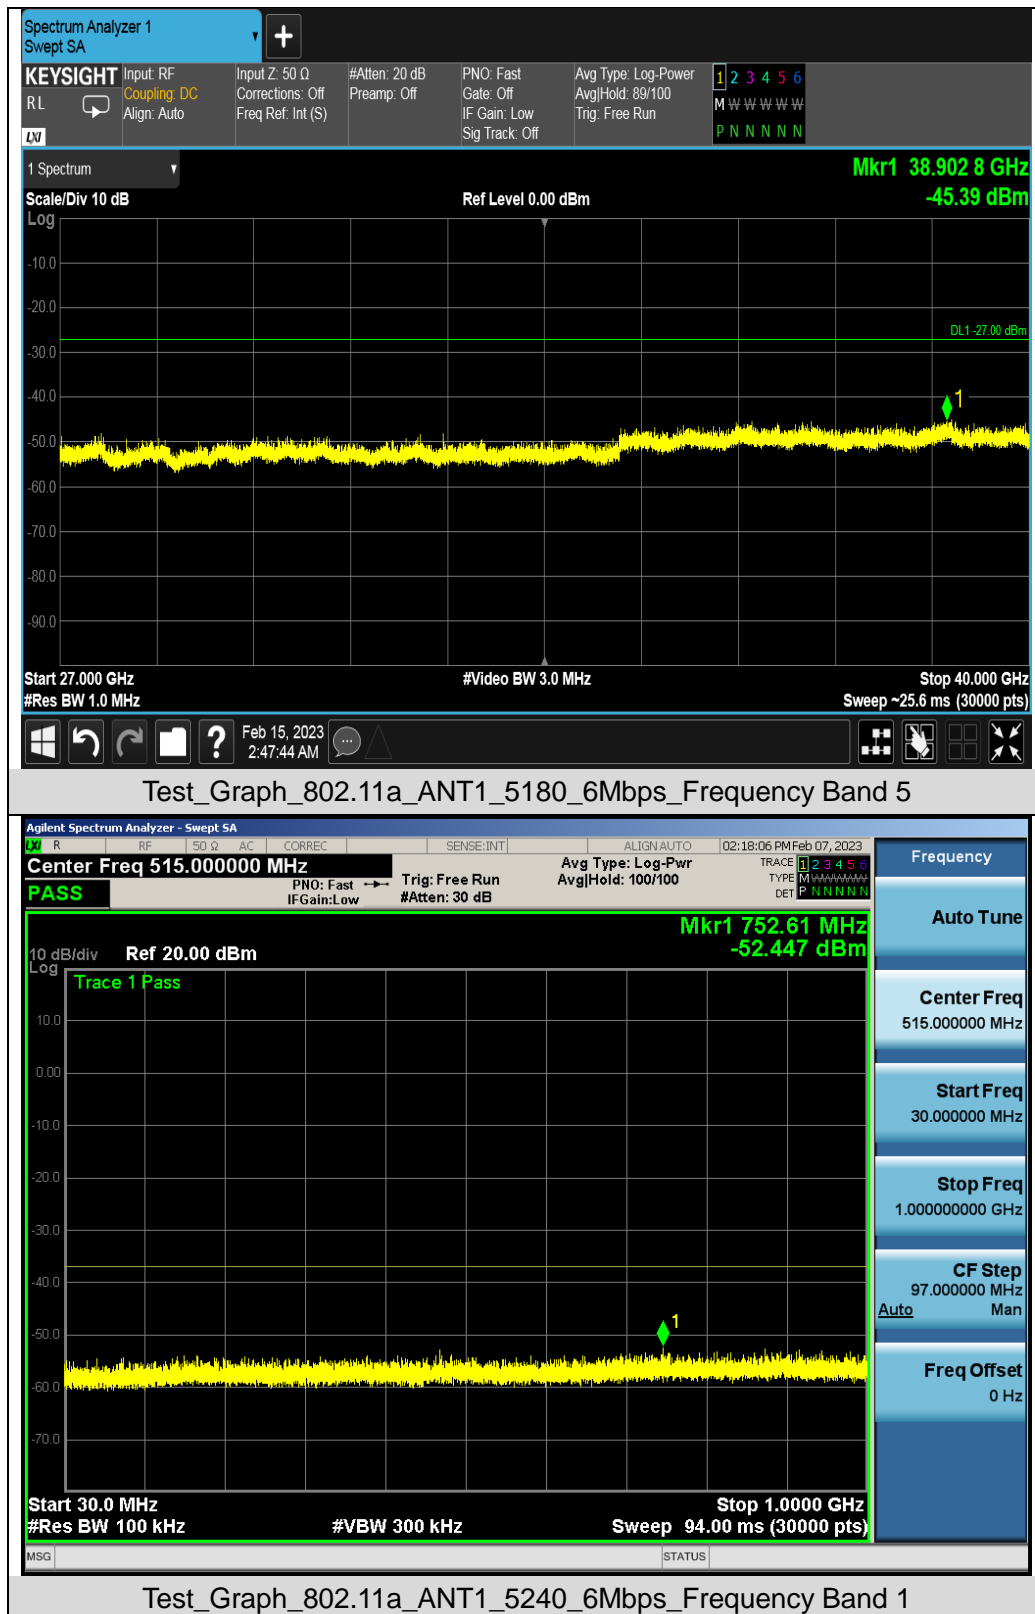 Spectrum Analyzer 1
Swept SA
+
KEYSIGHT
R L
LXI
Input: RF
Coupling: DC
Align: Auto
Input Z: 50 Ω
Corrections: Off
Freq Ref: Int (S)
#Atten: 20 dB
Preamp: Off
PNO: Fast
Gate: Off
IF Gain: Low
Sig Track: Off
Avg Type: Log-Power
Avg|Hold: 89/100
Trig: Free Run
1 2 3 4 5 6
M W W W W W
P N N N N N
1 Spectrum
Mkr1 38.902 8 GHz
Scale/Div 10 dB
Ref Level 0.00 dBm
-45.39 dBm
Log
-10.0
-20.0
DL1 -27.00 dBm
-30.0
-40.0
1
-50.0
-60.0
-70.0
-80.0
-90.0
Start 27.000 GHz
#Video BW 3.0 MHz
Stop 40.000 GHz
#Res BW 1.0 MHz
Sweep ~25.6 ms (30000 pts)
?
Feb 15, 2023
2:47:44 AM
Test_Graph_802.11a_ANT1_5180_6Mbps_Frequency Band 5
Agilent Spectrum Analyzer - Swept SA
LXI R RF 50 Ω AC CORREC SENSE:INT ALIGN AUTO 02:18:06 PM Feb 07, 2023
Center Freq 515.000000 MHz
PASS
PNO: Fast
IFGain:Low
Trig: Free Run
#Atten: 30 dB
Avg Type: Log-Pwr
Avg|Hold: 100/100
TRACE 1 2 3 4 5 6
TYPE M W W W W W
DET P N N N N N
Frequency
Mkr1 752.61 MHz
-52.447 dBm
10 dB/div
Log
Ref 20.00 dBm
Trace 1 Pass
10.0
0.00
-10.0
-20.0
-30.0
-40.0
-50.0
1
-60.0
-70.0
Start 30.0 MHz
Stop 1.0000 GHz
#Res BW 100 kHz
#VBW 300 kHz
Sweep 94.00 ms (30000 pts)
Auto Tune
Center Freq
515.000000 MHz
Start Freq
30.000000 MHz
Stop Freq
1.000000000 GHz
CF Step
97.000000 MHz
Auto Man
Freq Offset
0 Hz
MSG
STATUS
Test_Graph_802.11a_ANT1_5240_6Mbps_Frequency Band 1